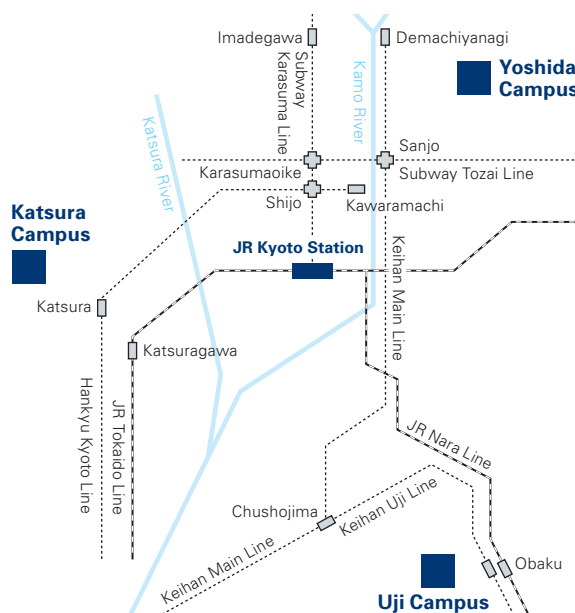 Imadegawa
Demachiyanagi
Subway
Karasuma Line
Kamo River
Yoshida
Campus
Katsura River
Sanjo
Karasumaoike
Subway Tozai Line
Shijo
Kawaramachi
Katsura
Campus
JR Kyoto Station
Keihan Main Line
Katsura
Katsuragawa
Hankyu Kyoto Line
JR Tokaido Line
JR Nara Line
Chushojima
Keihan Uji Line
Keihan Main Line
Obaku
Uji Campus